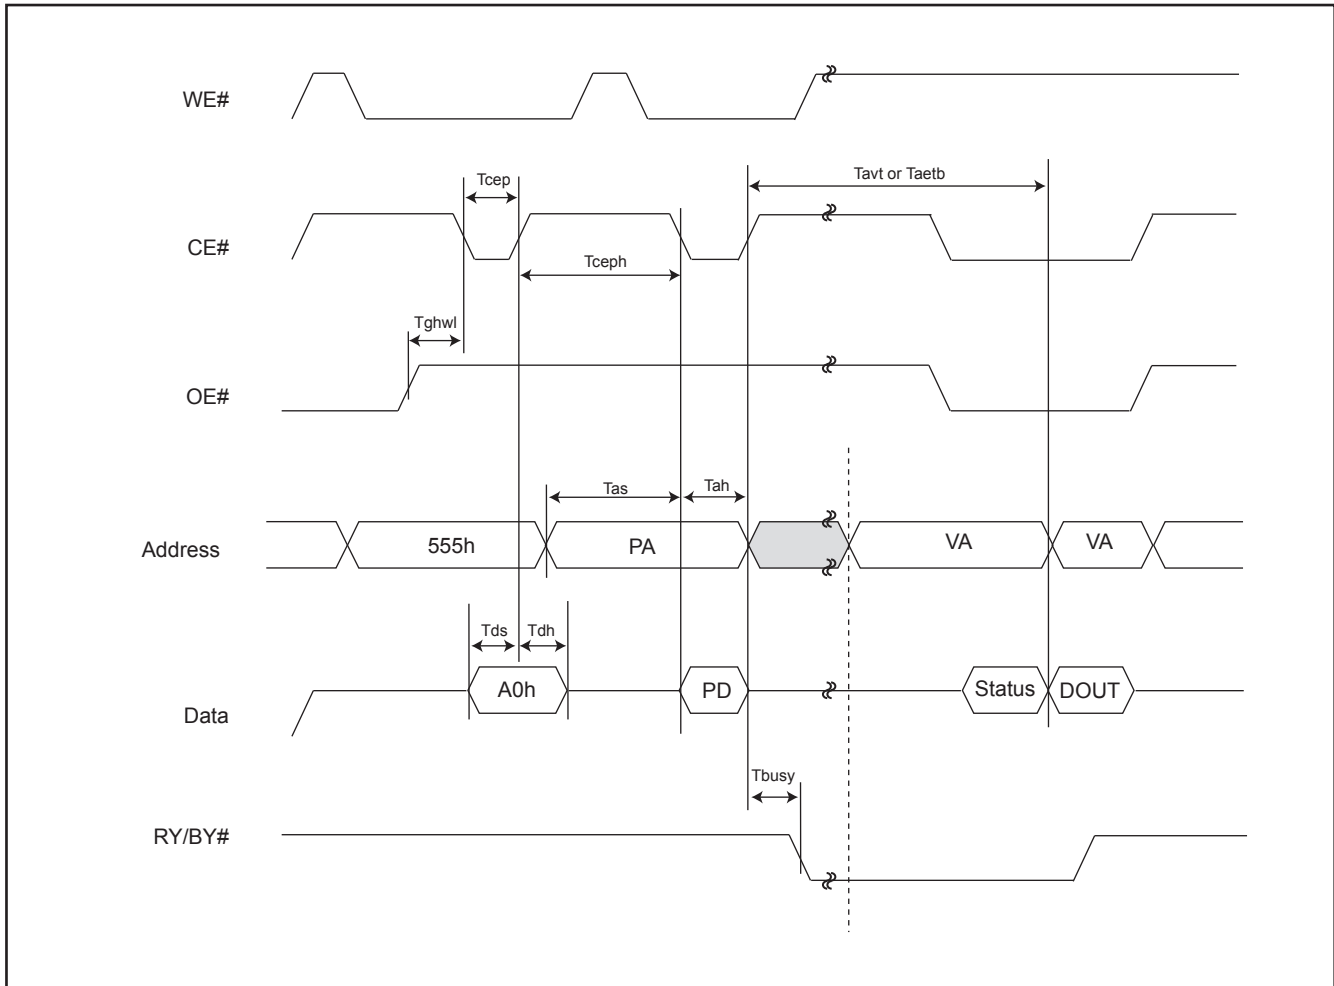 WE#
Tcep
Tavt or Taetb
CE#
Tceph
Tghwl
OE#
Tas
Tah
Address
555h
PA
VA
VA
Tds
Tdh
Data
A0h
PD
Status
DOUT
Tbusy
RY/BY#